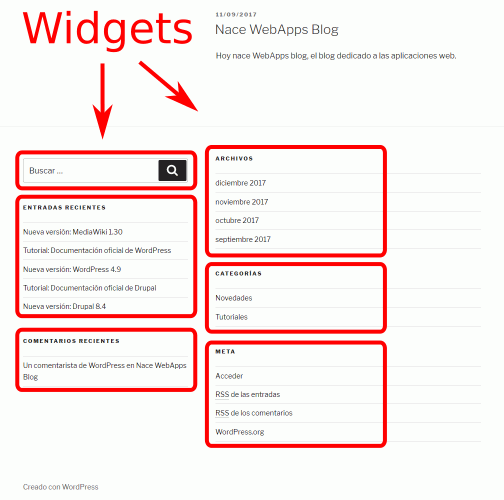 Widgets
11/09/2017
Nace WebApps Blog
Hoy nace WebApps blog, el blog dedicado a las aplicaciones web.
Buscar ...
ENTRADAS RECIENTES
Nueva versión: MediaWiki 1.30
Tutorial: Documentación oficial de WordPress
Nueva versión: WordPress 4.9
Tutorial: Documentación oficial de Drupal
Nueva versión: Drupal 8.4
COMENTARIOS RECIENTES
Un comentarista de WordPress en Nace WebApps
Blog
ARCHIVOS
diciembre 2017
noviembre 2017
octubre 2017
septiembre 2017
CATEGORÍAS
Novedades
Tutoriales
META
Acceder
RSS de las entradas
RSS de los comentarios
WordPress.org
Creado con WordPress